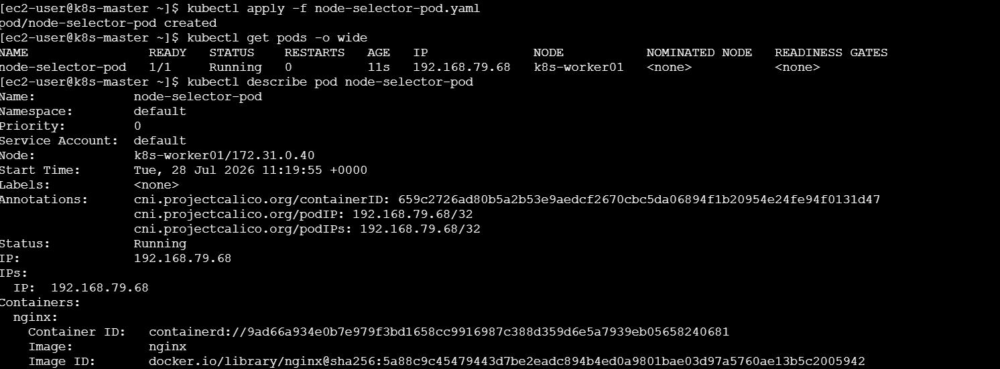 [ec2-user@k8s-master ~]$ kubectl apply -f node-selector-pod.yaml
pod/node-selector-pod created
[ec2-user@k8s-master ~]$ kubectl get pods -o wide
NAME                READY   STATUS    RESTARTS   AGE   IP              NODE           NOMINATED NODE   READINESS GATES
node-selector-pod   1/1     Running   0          11s   192.168.79.68   k8s-worker01   <none>           <none>
[ec2-user@k8s-master ~]$ kubectl describe pod node-selector-pod
Name:             node-selector-pod
Namespace:        default
Priority:         0
Service Account:  default
Node:             k8s-worker01/172.31.0.40
Start Time:       Tue, 28 Jul 2026 11:19:55 +0000
Labels:           <none>
Annotations:      cni.projectcalico.org/containerID: 659c2726ad80b5a2b53e9aedcf2670cbc5da06894f1b20954e24fe94f0131d47
                  cni.projectcalico.org/podIP: 192.168.79.68/32
                  cni.projectcalico.org/podIPs: 192.168.79.68/32
Status:           Running
IP:               192.168.79.68
IPs:
  IP:  192.168.79.68
Containers:
  nginx:
    Container ID:   containerd://9ad66a934e0b7e979f3bd1658cc9916987c388d359d6e5a7939eb05658240681
    Image:          nginx
    Image ID:       docker.io/library/nginx@sha256:5a88c9c45479443d7be2eadc894b4ed0a9801bae03d97a5760ae13b5c2005942